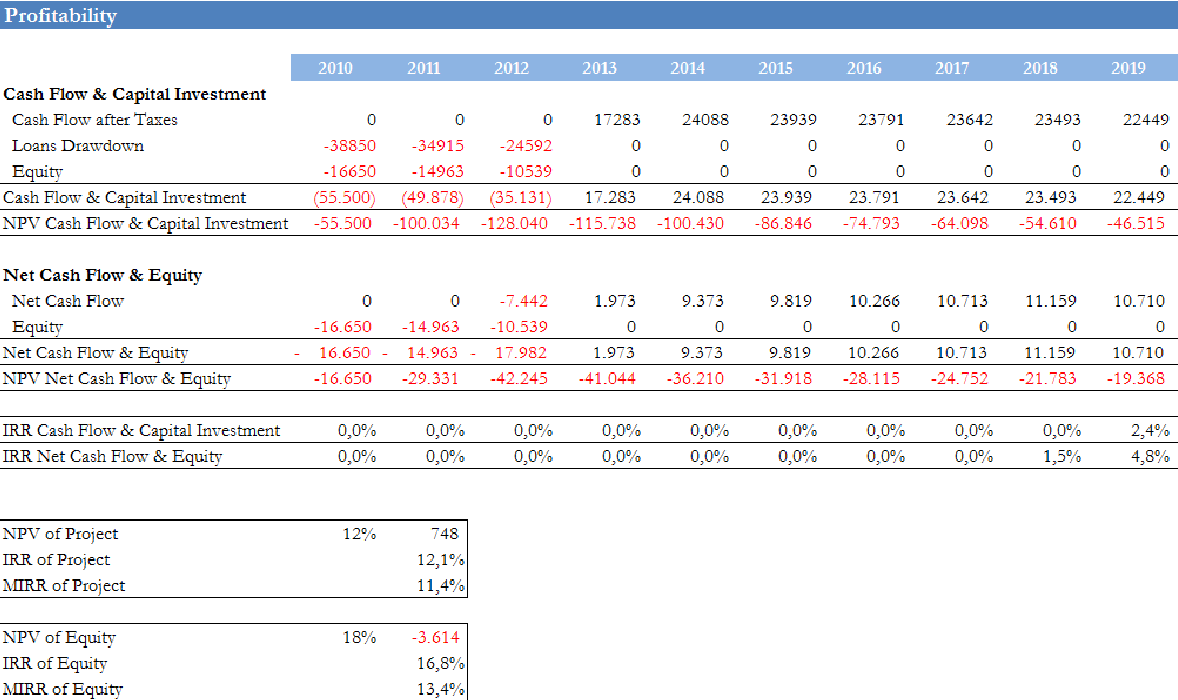 Profitability
2010 2011 2012 2013 2014 2015 2016 2017 2018 2019
Cash Flow & Capital Investment
Cash Flow after Taxes 0 0 0 17283 24088 23939 23791 23642 23493 22449
Loans Drawdown -38850 -34915 -24592 0 0 0 0 0 0 0
Equity -16650 -14963 -10539 0 0 0 0 0 0 0
Cash Flow & Capital Investment (55.500) (49.878) (35.131) 17.283 24.088 23.939 23.791 23.642 23.493 22.449
NPV Cash Flow & Capital Investment -55.500 -100.034 -128.040 -115.738 -100.430 -86.846 -74.793 -64.098 -54.610 -46.515
Net Cash Flow & Equity
Net Cash Flow 0 0 -7.442 1.973 9.373 9.819 10.266 10.713 11.159 10.710
Equity -16.650 -14.963 -10.539 0 0 0 0 0 0 0
Net Cash Flow & Equity - 16.650 - 14.963 - 17.982 1.973 9.373 9.819 10.266 10.713 11.159 10.710
NPV Net Cash Flow & Equity -16.650 -29.331 -42.245 -41.044 -36.210 -31.918 -28.115 -24.752 -21.783 -19.368
IRR Cash Flow & Capital Investment 0,0% 0,0% 0,0% 0,0% 0,0% 0,0% 0,0% 0,0% 0,0% 2,4%
IRR Net Cash Flow & Equity 0,0% 0,0% 0,0% 0,0% 0,0% 0,0% 0,0% 0,0% 1,5% 4,8%
NPV of Project 12% 748
IRR of Project 12,1%
MIRR of Project 11,4%
NPV of Equity 18% -3.614
IRR of Equity 16,8%
MIRR of Equity 13,4%